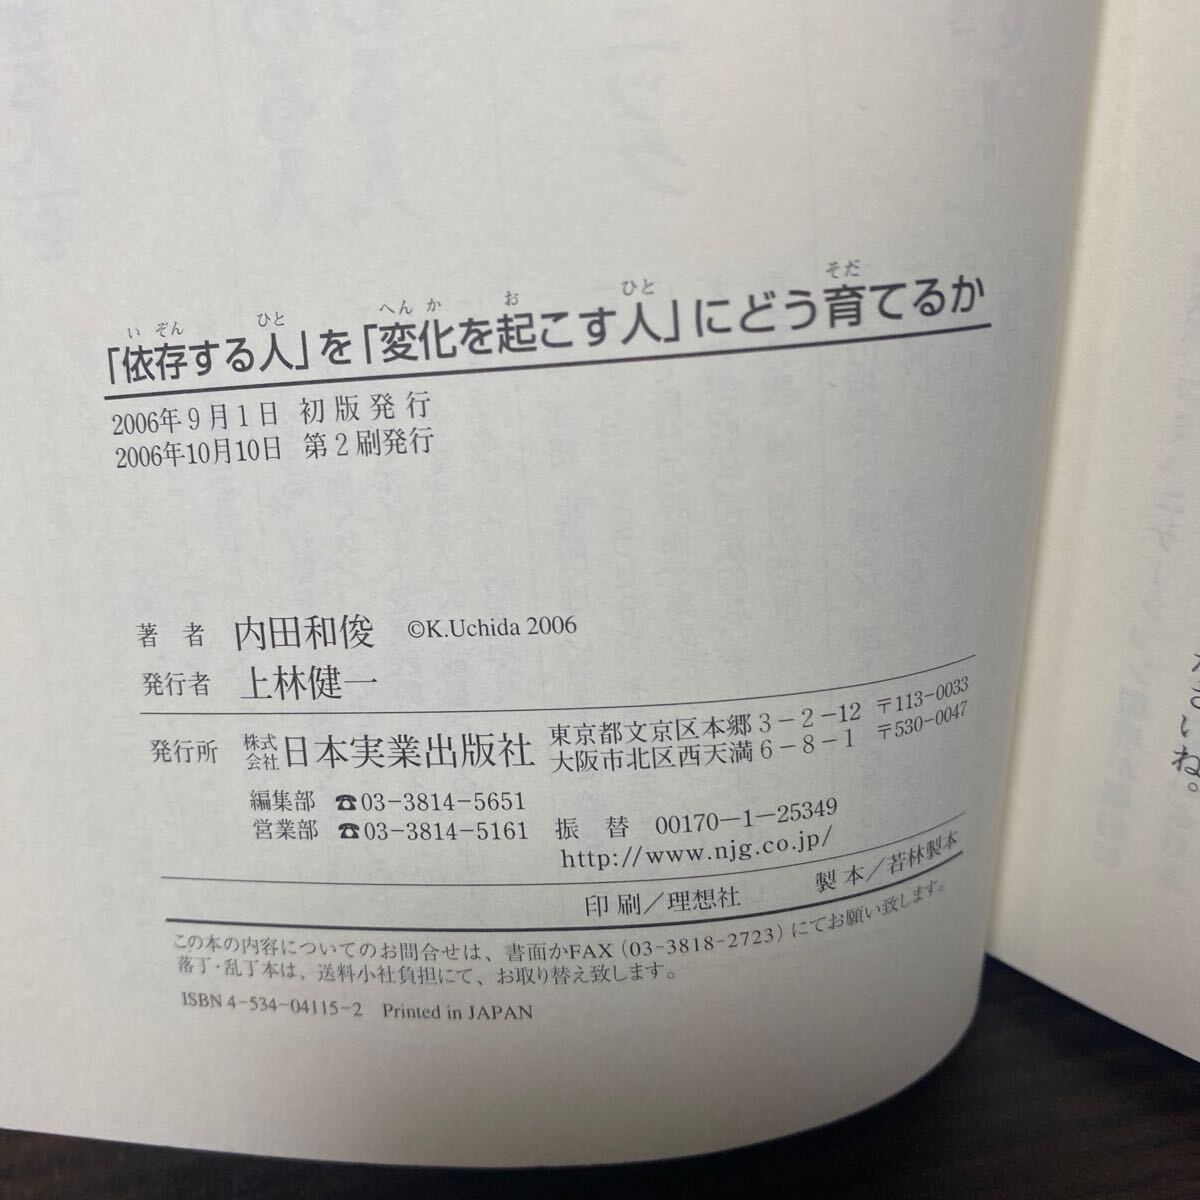 い ぞん ひと へん か お ひと そだ
「依存する人」を「変化を起こす人」にどう育てるか
2006年9月1日 初版発行
2006年10月10日 第2刷発行
著者 内田和俊 ©K.Uchida 2006
発行者 上林健一
発行所 株式会社 日本実業出版社
東京都文京区本郷3-2-12 〒113-0033
大阪市北区西天満6-8-1 〒530-0047
編集部 ☎03-3814-5651
営業部 ☎03-3814-5161 振替 00170-1-25349
http://www.njg.co.jp/
印刷/理想社 製本/若林製本
この本の内容についてのお問合せは、書面かFAX(03-3818-2723)にてお願い致します。
落丁・乱丁本は、送料小社負担にて、お取り替え致します。
ISBN 4-534-04115-2 Printed in JAPAN
さいね。